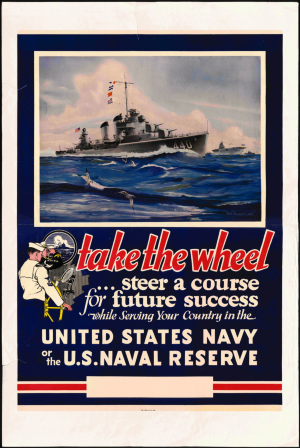 440
take the wheel
...steer a course
for future success
while Serving Your Country in the
UNITED STATES NAVY
or the U.S. NAVAL RESERVE